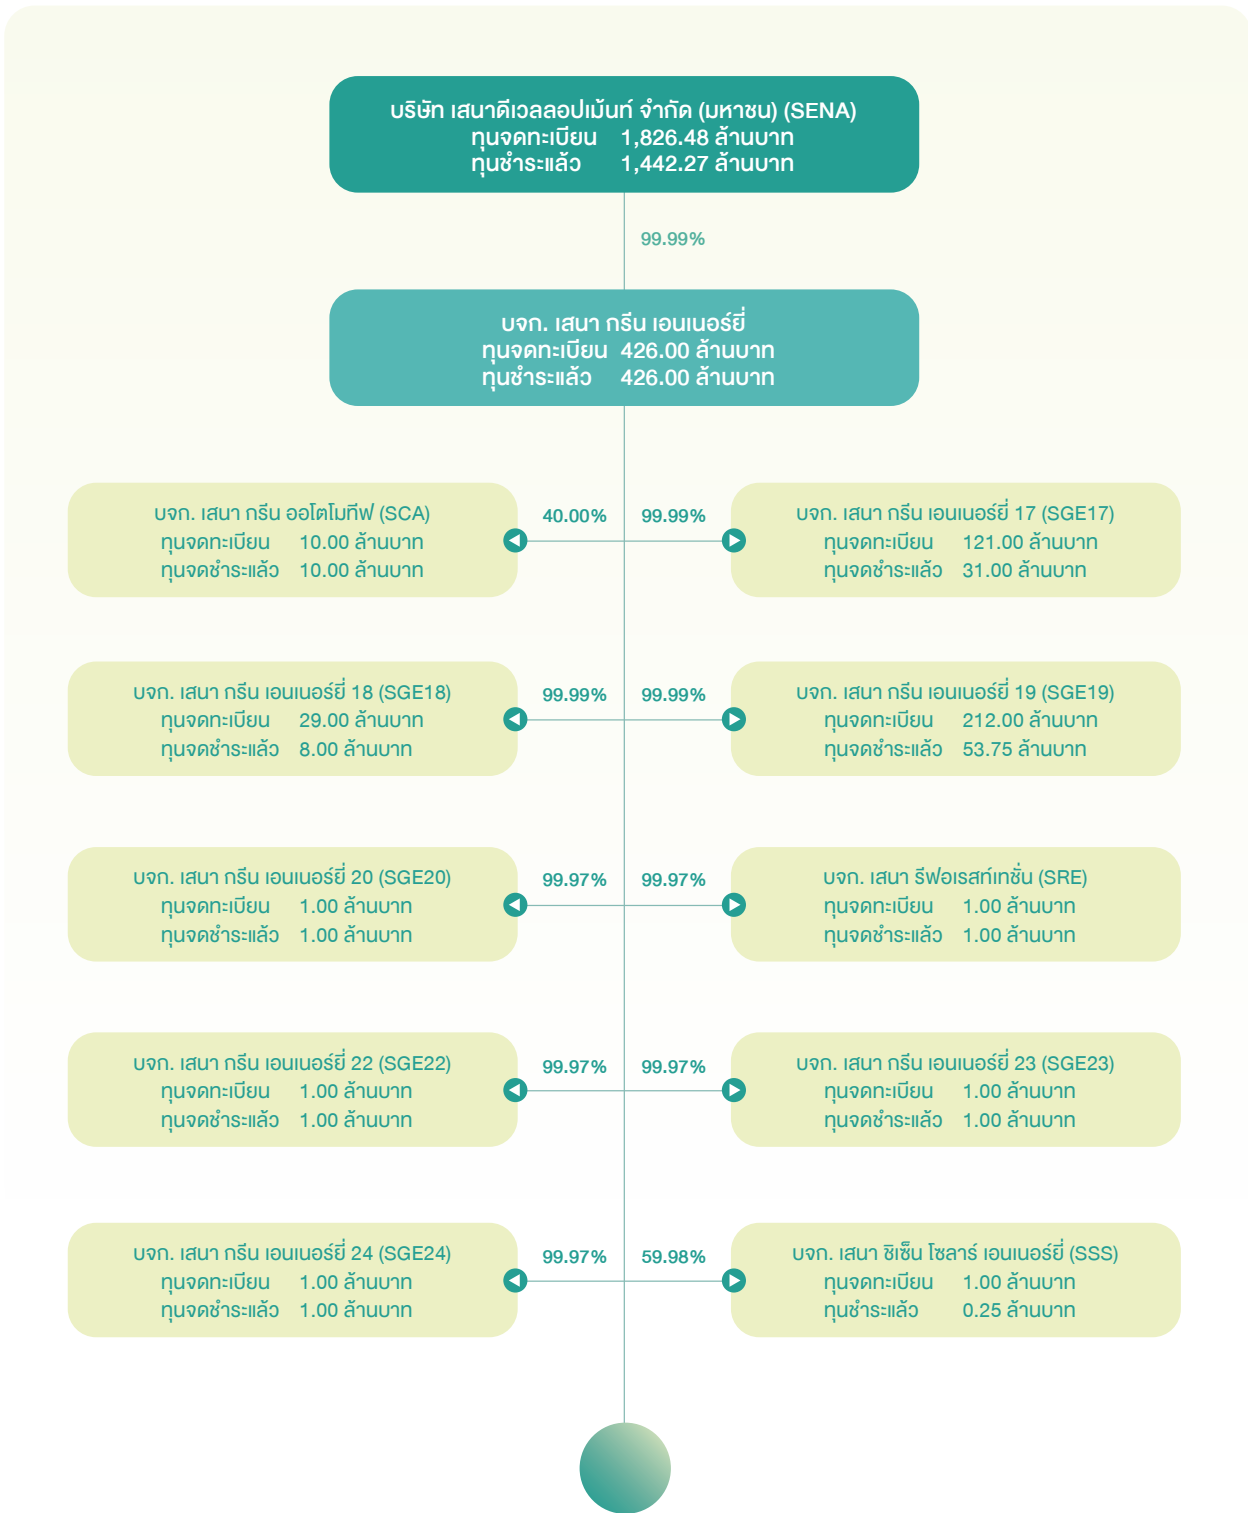 บริษัท เสนาดีเวลลอปเม้นท์ จำกัด (มหาชน) (SENA)
ทุนจดทะเบียน 1,826.48 ล้านบาท
ทุนชำระแล้ว 1,442.27 ล้านบาท
99.99%
บจก. เสนา กรีน เอนเนอร์ยี่
ทุนจดทะเบียน 426.00 ล้านบาท
ทุนชำระแล้ว 426.00 ล้านบาท
บจก. เสนา กรีน ออโตโมทีฟ (SCA)
ทุนจดทะเบียน 10.00 ล้านบาท
ทุนจดชำระแล้ว 10.00 ล้านบาท
40.00% 99.99%
บจก. เสนา กรีน เอนเนอร์ยี่ 17 (SGE17)
ทุนจดทะเบียน 121.00 ล้านบาท
ทุนจดชำระแล้ว 31.00 ล้านบาท
บจก. เสนา กรีน เอนเนอร์ยี่ 18 (SGE18)
ทุนจดทะเบียน 29.00 ล้านบาท
ทุนจดชำระแล้ว 8.00 ล้านบาท
99.99% 99.99%
บจก. เสนา กรีน เอนเนอร์ยี่ 19 (SGE19)
ทุนจดทะเบียน 212.00 ล้านบาท
ทุนจดชำระแล้ว 53.75 ล้านบาท
บจก. เสนา กรีน เอนเนอร์ยี่ 20 (SGE20)
ทุนจดทะเบียน 1.00 ล้านบาท
ทุนจดชำระแล้ว 1.00 ล้านบาท
99.97% 99.97%
บจก. เสนา รีฟอเรสท์เทชั่น (SRE)
ทุนจดทะเบียน 1.00 ล้านบาท
ทุนจดชำระแล้ว 1.00 ล้านบาท
บจก. เสนา กรีน เอนเนอร์ยี่ 22 (SGE22)
ทุนจดทะเบียน 1.00 ล้านบาท
ทุนจดชำระแล้ว 1.00 ล้านบาท
99.97% 99.97%
บจก. เสนา กรีน เอนเนอร์ยี่ 23 (SGE23)
ทุนจดทะเบียน 1.00 ล้านบาท
ทุนจดชำระแล้ว 1.00 ล้านบาท
บจก. เสนา กรีน เอนเนอร์ยี่ 24 (SGE24)
ทุนจดทะเบียน 1.00 ล้านบาท
ทุนจดชำระแล้ว 1.00 ล้านบาท
99.97% 59.98%
บจก. เสนา ชิเซ็น โซลาร์ เอนเนอร์ยี่ (SSS)
ทุนจดทะเบียน 1.00 ล้านบาท
ทุนชำระแล้ว 0.25 ล้านบาท